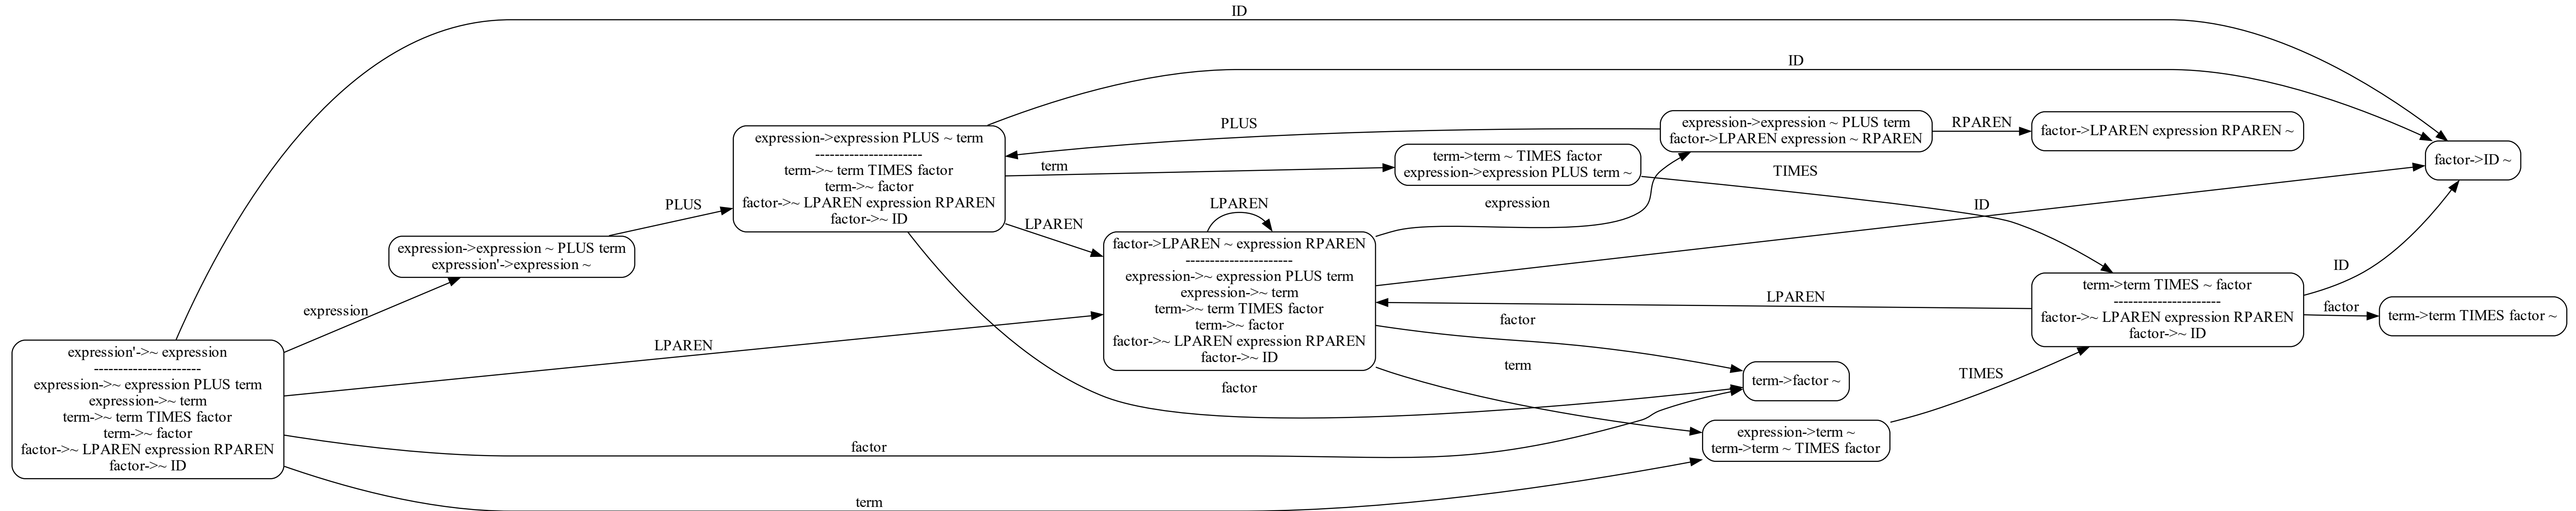 ID
ID
expression->expression PLUS ~ term
----------------------
term->~ term TIMES factor
term->~ factor
factor->~ LPAREN expression RPAREN
factor->~ ID
PLUS
expression->expression ~ PLUS term
factor->LPAREN expression ~ RPAREN
RPAREN
factor->LPAREN expression RPAREN ~
factor->ID ~
term
term->term ~ TIMES factor
expression->expression PLUS term ~
TIMES
PLUS
LPAREN
LPAREN
expression
ID
expression->expression ~ PLUS term
expression'->expression ~
factor->LPAREN ~ expression RPAREN
----------------------
expression->~ expression PLUS term
expression->~ term
term->~ term TIMES factor
term->~ factor
factor->~ LPAREN expression RPAREN
factor->~ ID
ID
term->term TIMES ~ factor
----------------------
factor->~ LPAREN expression RPAREN
factor->~ ID
LPAREN
factor
term->term TIMES factor ~
expression
factor
LPAREN
term
expression'->~ expression
----------------------
expression->~ expression PLUS term
expression->~ term
term->~ term TIMES factor
term->~ factor
factor->~ LPAREN expression RPAREN
factor->~ ID
TIMES
term->factor ~
factor
expression->term ~
term->term ~ TIMES factor
factor
term